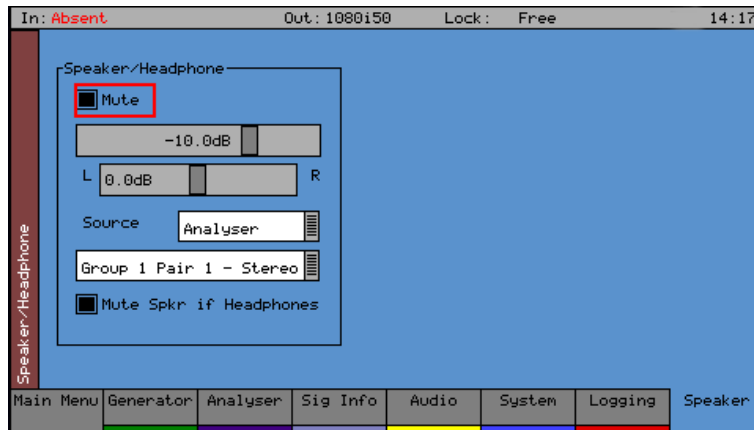 In: Absent Out: 1080i50 Lock: Free 14:17
Speaker/Headphone
Mute
-10.0dB
L 0.0dB R
Source Analyser
Group 1 Pair 1 - Stereo
Mute Spkr if Headphones
Speaker/Headphone
Main Menu Generator Analyser Sig Info Audio System Logging Speaker